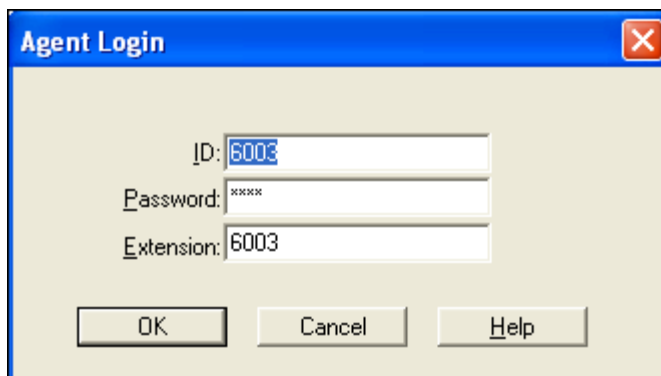 Agent Login
ID: 6003
Password: ****
Extension: 6003
OK Cancel Help